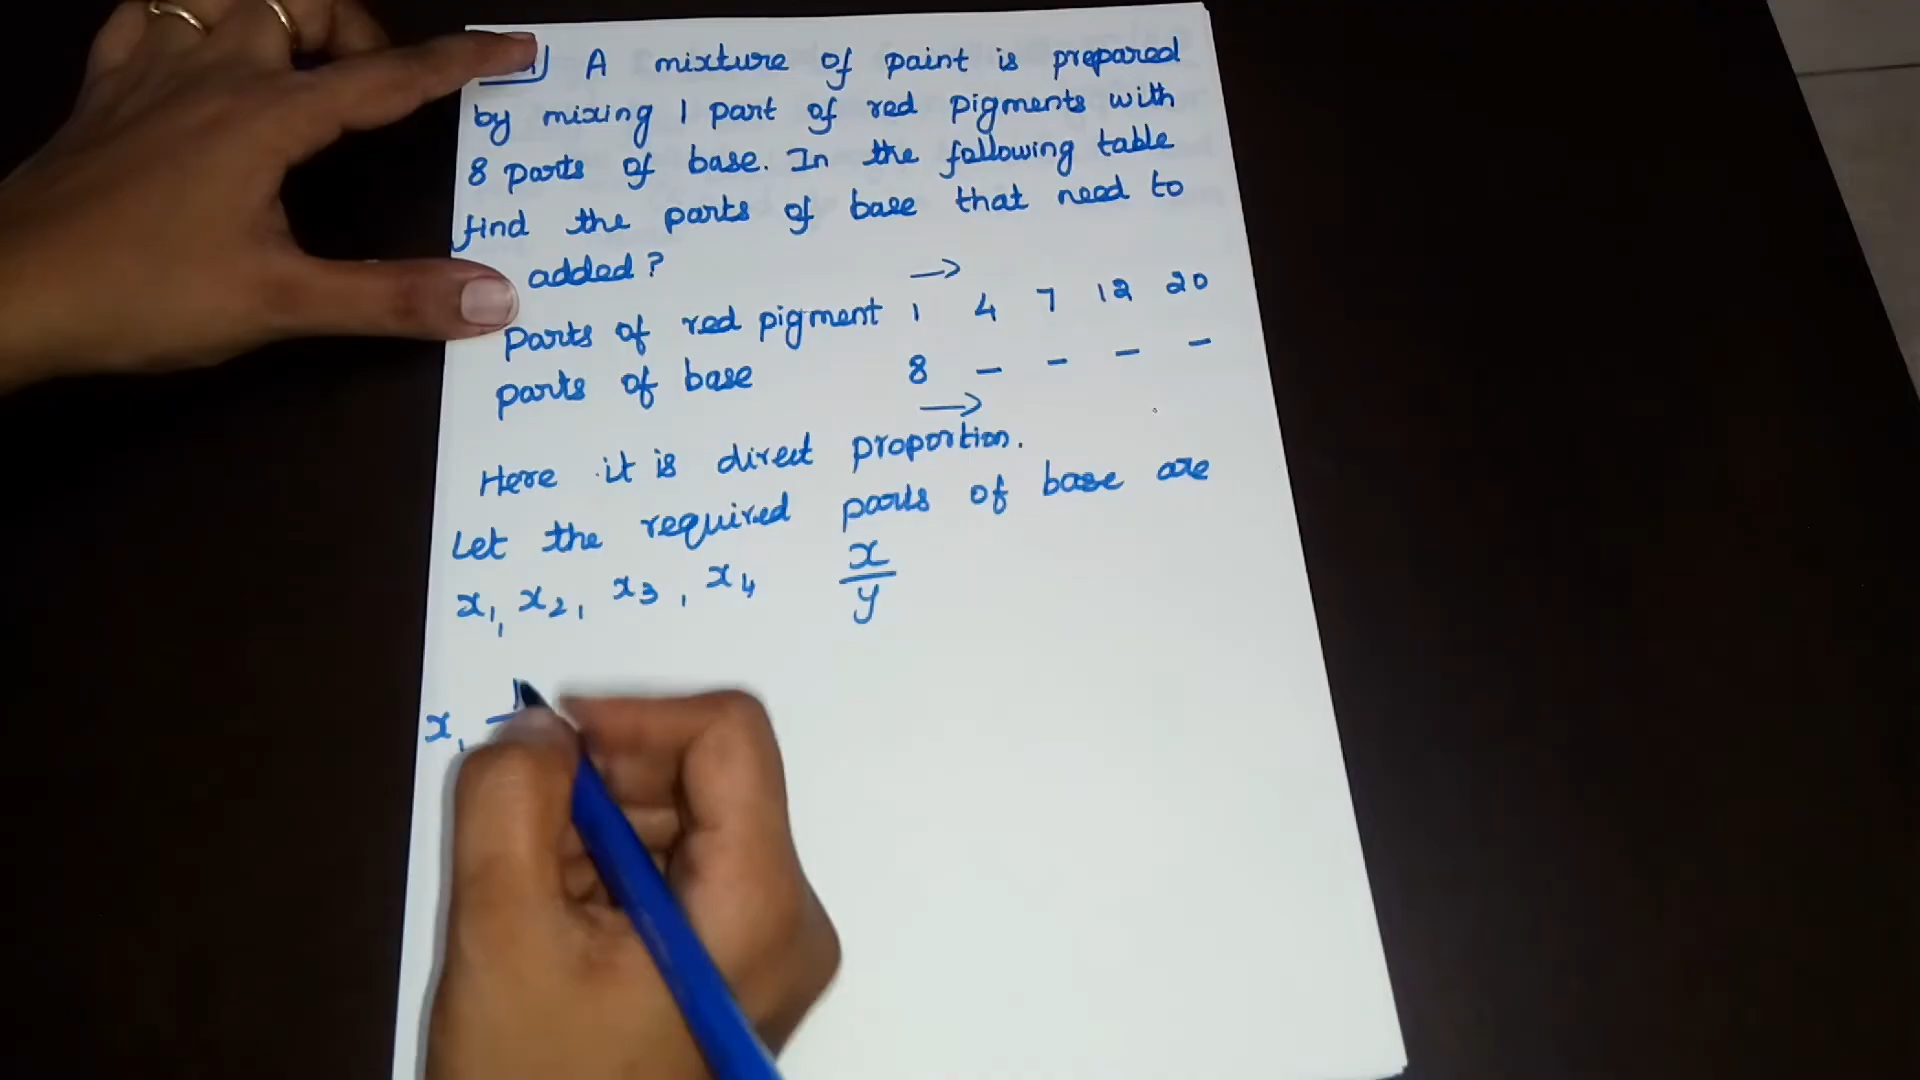 A mixture of paint is prepared
by mixing 1 part of red pigments with
8 parts of base. In the following table
find the parts of base that need to
added?
→
Parts of red pigment 1 4 7 12 20
parts of base 8 - - - -
→
Here it is direct proportion.
Let the required parts of base are
x1, x2, x3, x4 x/y
x1